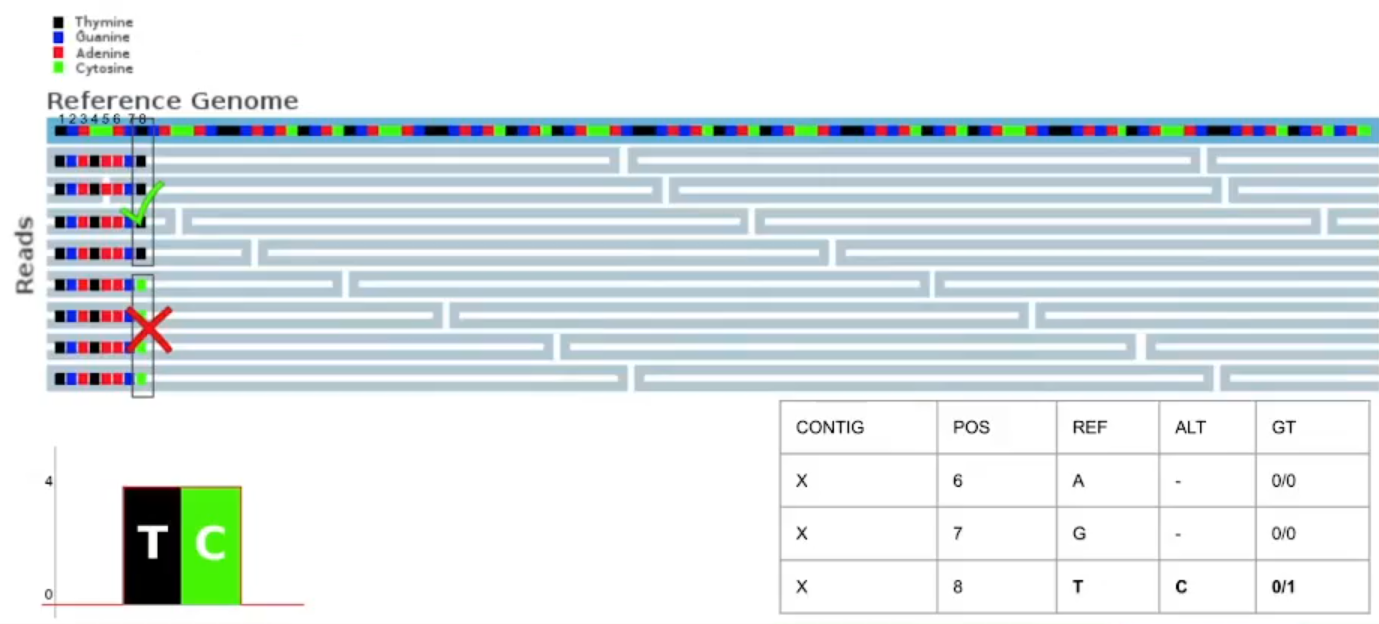 Thymine
Guanine
Adenine
Cytosine
Reference Genome
1 2 3 4 5 6 7 8
Reads
CONTIG POS REF ALT GT
X 6 A - 0/0
X 7 G - 0/0
X 8 T C 0/1
4
T C
0